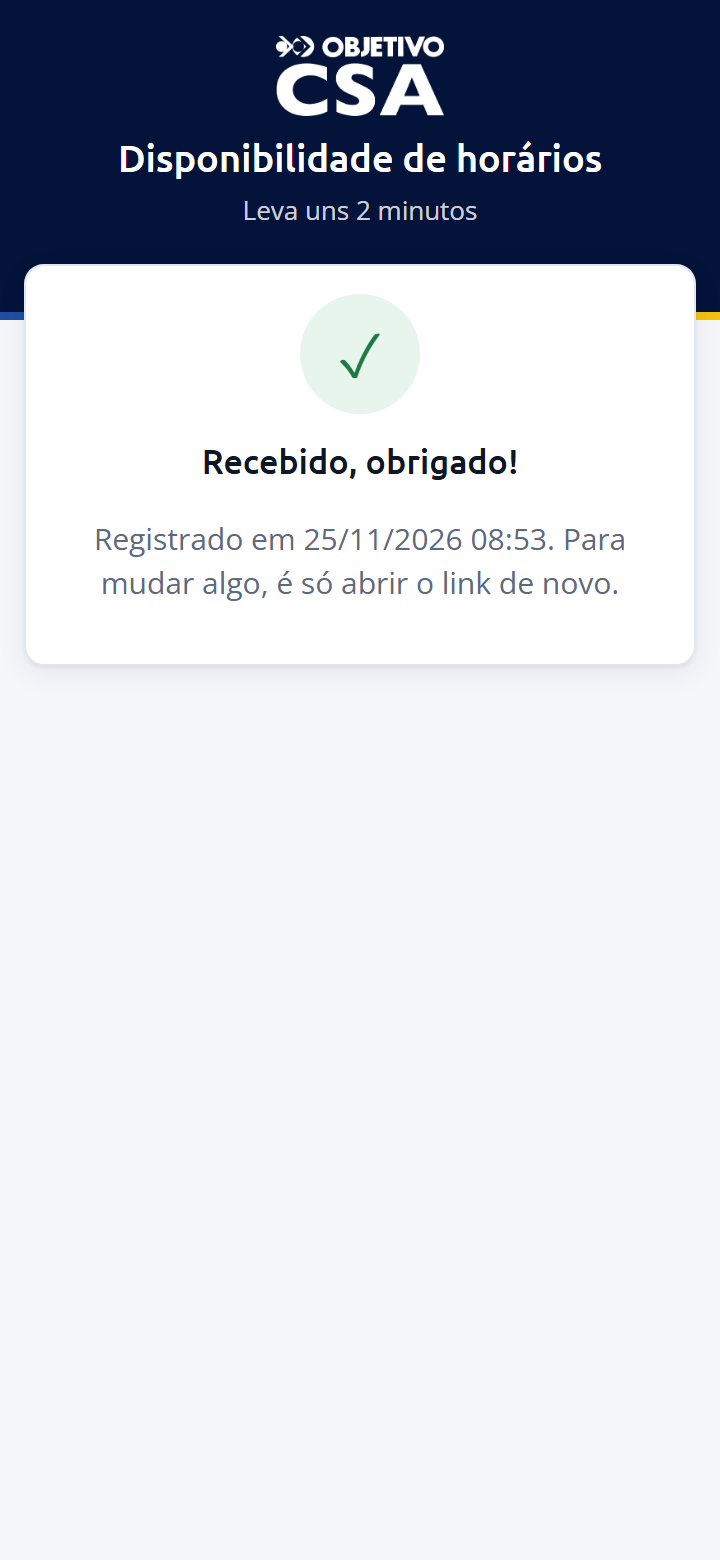 OBJETIVO
CSA
Disponibilidade de horários
Leva uns 2 minutos
Recebido, obrigado!
Registrado em 25/11/2026 08:53. Para
mudar algo, é só abrir o link de novo.